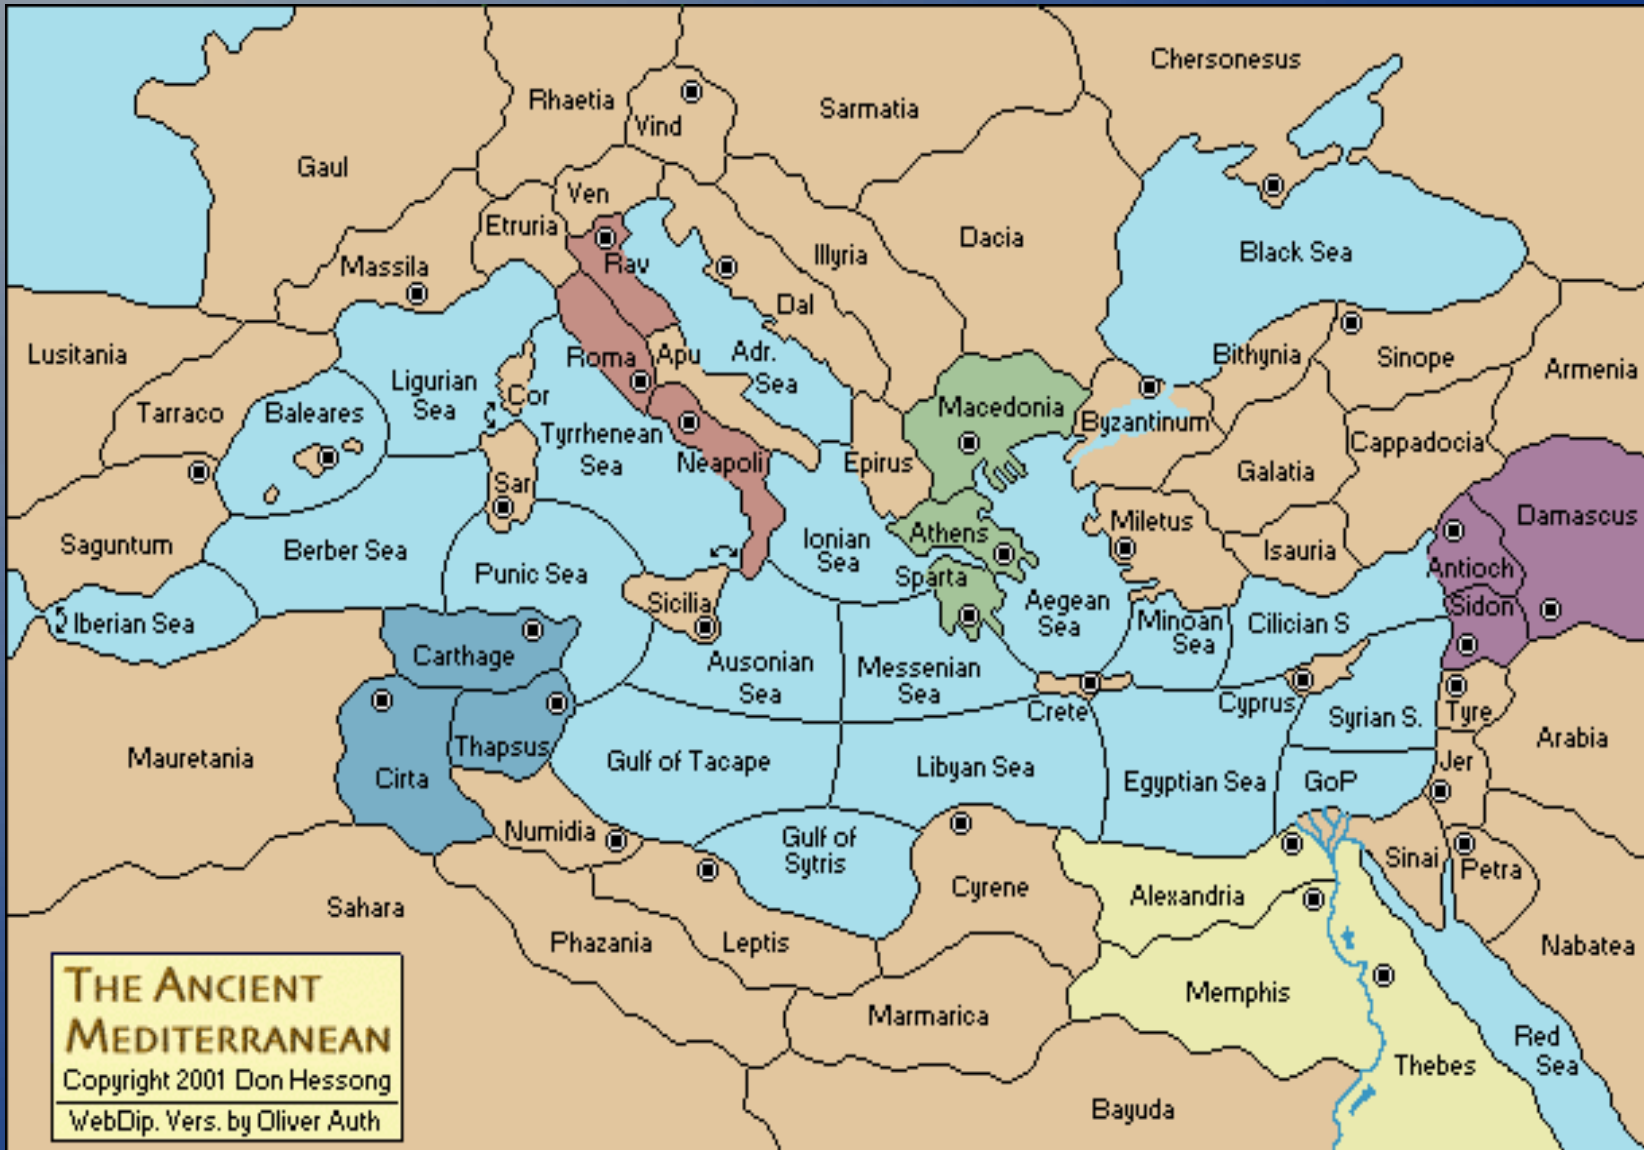 Chersonesus
Rhaetia
Sarmatia
Vind
Gaul
Ven
Etruria
Dacia
Black Sea
Illyria
Massila
Rav
Dal
Lusitania
Roma
Apu
Adr.
Sea
Bithynia
Sinope
Armenia
Ligurian
Sea
Cor
Tarraco
Baleares
Macedonia
Byzantinum
Tyrrhenean
Sea
Cappadocia
Neapoli
Epirus
Galatia
Sar
Saguntum
Berber Sea
Punic Sea
Ionian
Sea
Athens
Miletus
Isauria
Damascus
Antioch
Sparta
Sicilia
Aegean
Sea
Minoan
Sea
Cilician S
Sidon
Iberian Sea
Carthage
Ausonian
Sea
Messenian
Sea
Crete
Cyprus
Syrian S.
Tyre
Arabia
Mauretania
Thapsus
Cirta
Gulf of Tacape
Libyan Sea
Egyptian Sea
GoP
Jer
Numidia
Gulf of
Sytris
Sinai
Petra
Cyrene
Alexandria
Sahara
Phazania
Leptis
Nabatea
Memphis
Marmarica
Red
Sea
Thebes
Bayuda
THE ANCIENT
MEDITERRANEAN
Copyright 2001 Don Hessong
WebDip. Vers. by Oliver Auth